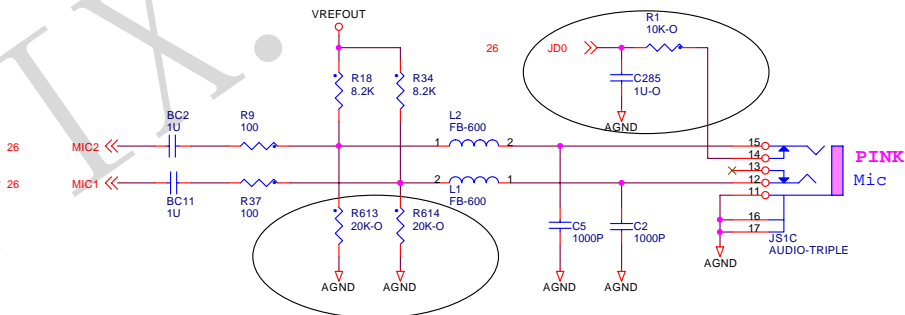 VREFOUT
R1
10K-O
26 JD0
R18
8.2K
R34
8.2K
C285
1U-O
AGND
BC2
1U
R9
100
L2
FB-600
1 2
15
14
13
12
11
16
17
PINK
Mic
26 MIC2
26 MIC1
BC11
1U
R37
100
2 1
L1
FB-600
R613
20K-O
R614
20K-O
C5
1000P
C2
1000P
JS1C
AUDIO-TRIPLE
AGND
AGND
AGND
AGND
AGND
IX.